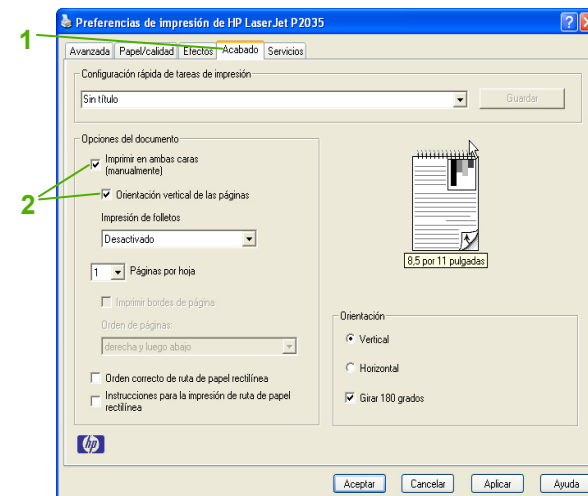 Preferencias de impresión de HP LaserJet P2035
1
Avanzada Papel/calidad Efectos Acabado Servicios
Configuración rápida de tareas de impresión
Sin título
Guardar
Opciones del documento
Imprimir en ambas caras
(manualmente)
2
Orientación vertical de las páginas
Impresión de folletos
Desactivado
1 Páginas por hoja
Imprimir bordes de página
Orden de páginas:
derecha y luego abajo
Orden correcto de ruta de papel rectilínea
Instrucciones para la impresión de ruta de papel
rectilínea
8,5 por 11 pulgadas
Orientación
Vertical
Horizontal
Girar 180 grados
hp
Aceptar Cancelar Aplicar Ayuda